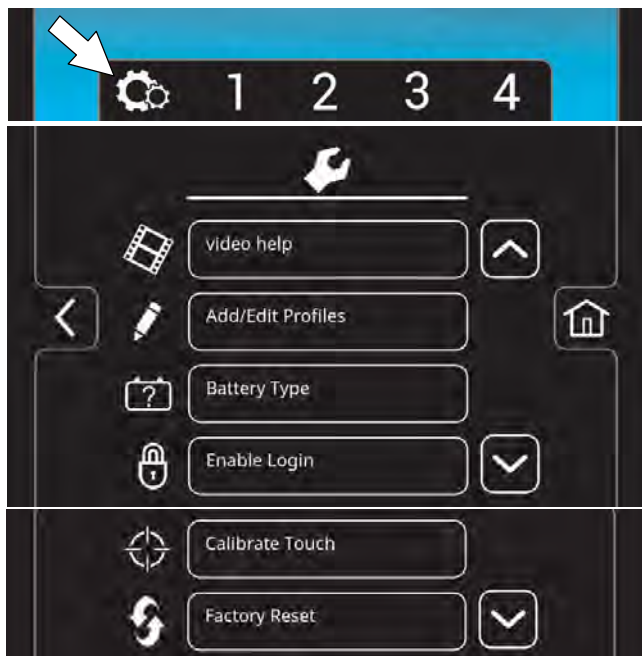 1 2 3 4
video help
Add/Edit Profiles
Battery Type
?
Enable Login
Calibrate Touch
Factory Reset